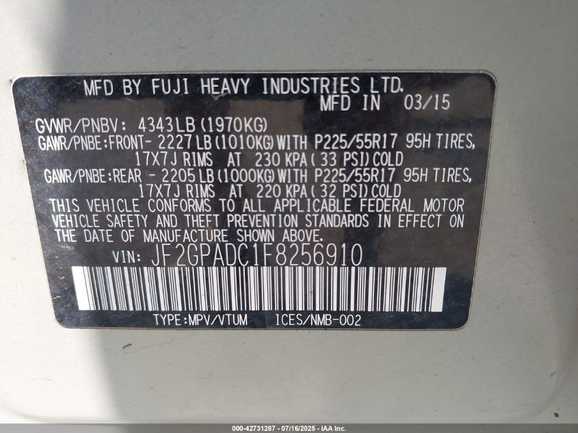 MFD BY FUJI HEAVY INDUSTRIES LTD.
MFD IN 03/15
GVWR/PNBV: 4343LB(1970KG)
GAWR/PNBE:FRONT- 2227LB(1010KG)WITH P225/55R17 95H TIRES,
17X7J RIMS AT 230 KPA( 33 PSI)COLD
GAWR/PNBE:REAR - 2205LB(1000KG)WITH P225/55R17 95H TIRES,
17X7J RIMS AT 220 KPA( 32 PSI)COLD
THIS VEHICLE CONFORMS TO ALL APPLICABLE FEDERAL MOTOR
VEHICLE SAFETY AND THEFT PREVENTION STANDARDS IN EFFECT ON
THE DATE OF MANUFACTURE SHOWN ABOVE.
VIN: JF2GPADC1F8256910
TYPE:MPV/VTUM ICES/NMB-002
000-42731287 - 07/16/2025 - IAA Inc.